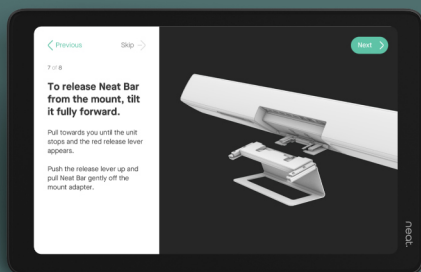 Previous
Skip
Next
7 of 8
To release Neat Bar
from the mount, tilt
it fully forward.
Pull towards you until the unit
stops and the red release lever
appears.
Push the release lever up and
pull Neat Bar gently off the
mount adapter.
neat.